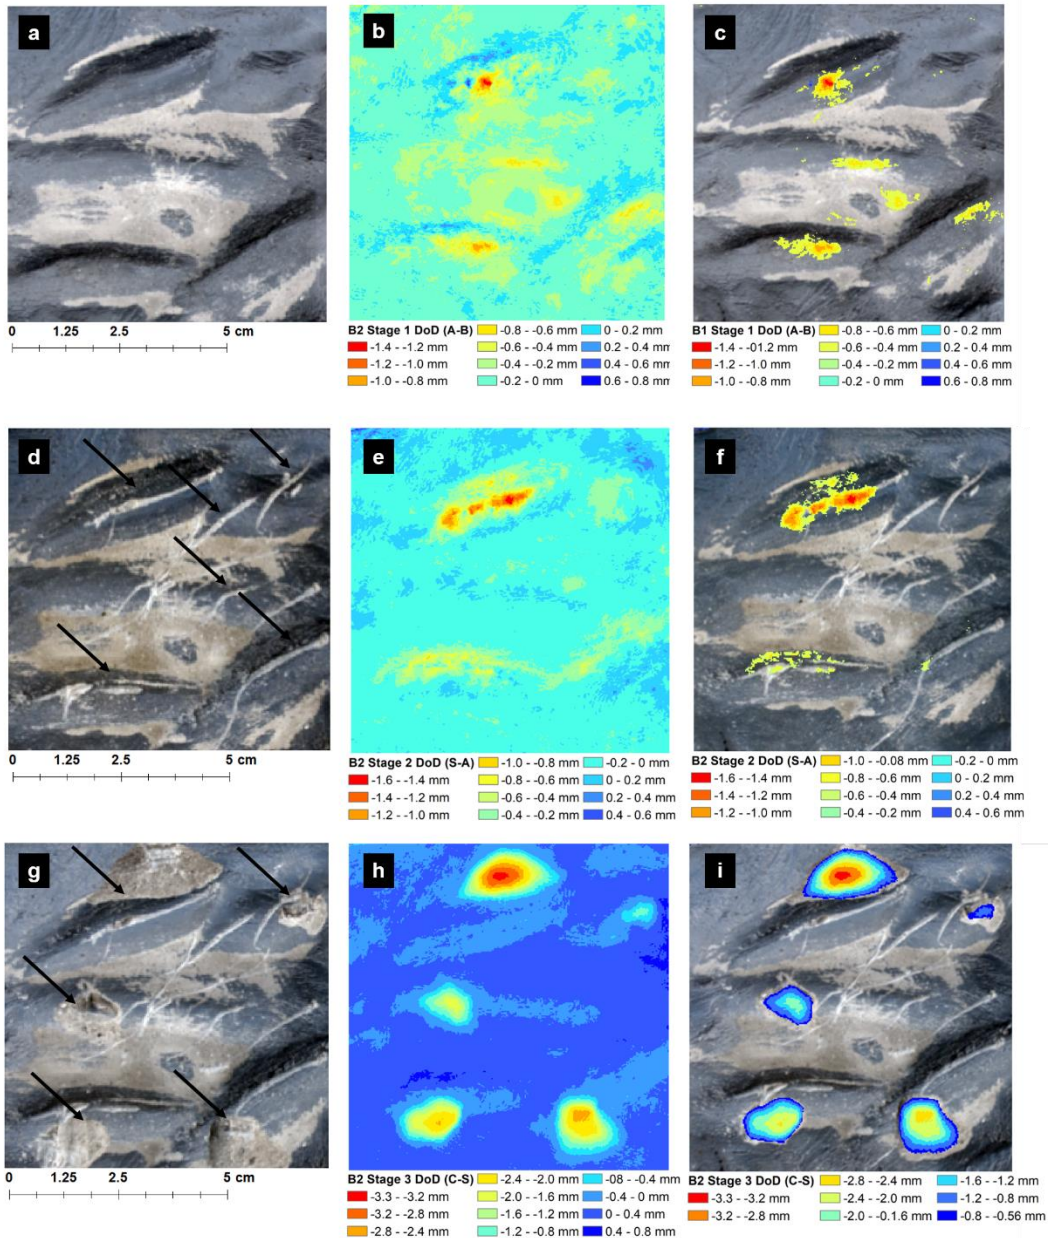 a
b
c
0 1.25 2.5 5 cm
B2 Stage 1 DoD (A-B) -0.8 - -0.6 mm 0 - 0.2 mm
-1.4 - -1.2 mm -0.6 - -0.4 mm 0.2 - 0.4 mm
-1.2 - -1.0 mm -0.4 - -0.2 mm 0.4 - 0.6 mm
-1.0 - -0.8 mm -0.2 - 0 mm 0.6 - 0.8 mm
B1 Stage 1 DoD (A-B) -0.8 - -0.6 mm 0 - 0.2 mm
-1.4 - -01.2 mm -0.6 - -0.4 mm 0.2 - 0.4 mm
-1.2 - -1.0 mm -0.4 - -0.2 mm 0.4 - 0.6 mm
-1.0 - -0.8 mm -0.2 - 0 mm 0.6 - 0.8 mm
d
e
f
0 1.25 2.5 5 cm
B2 Stage 2 DoD (S-A) -1.0 - -0.8 mm -0.2 - 0 mm
-1.6 - -1.4 mm -0.8 - -0.6 mm 0 - 0.2 mm
-1.4 - -1.2 mm -0.6 - -0.4 mm 0.2 - 0.4 mm
-1.2 - -1.0 mm -0.4 - -0.2 mm 0.4 - 0.6 mm
B2 Stage 2 DoD (S-A) -1.0 - -0.08 mm -0.2 - 0 mm
-1.6 - -1.4 mm -0.8 - -0.6 mm 0 - 0.2 mm
-1.4 - -1.2 mm -0.6 - -0.4 mm 0.2 - 0.4 mm
-1.2 - -1.0 mm -0.4 - -0.2 mm 0.4 - 0.6 mm
g
h
i
0 1.25 2.5 5 cm
B2 Stage 3 DoD (C-S) -2.4 - -2.0 mm -08 - -0.4 mm
-3.3 - -3.2 mm -2.0 - -1.6 mm -0.4 - 0 mm
-3.2 - -2.8 mm -1.6 - -1.2 mm 0 - 0.4 mm
-2.8 - -2.4 mm -1.2 - -0.8 mm 0.4 - 0.8 mm
B2 Stage 3 DoD (C-S) -2.8 - -2.4 mm -1.6 - -1.2 mm
-3.3 - -3.2 mm -2.4 - -2.0 mm -1.2 - -0.8 mm
-3.2 - -2.8 mm -2.0 - -0.1.6 mm -0.8 - -0.56 mm